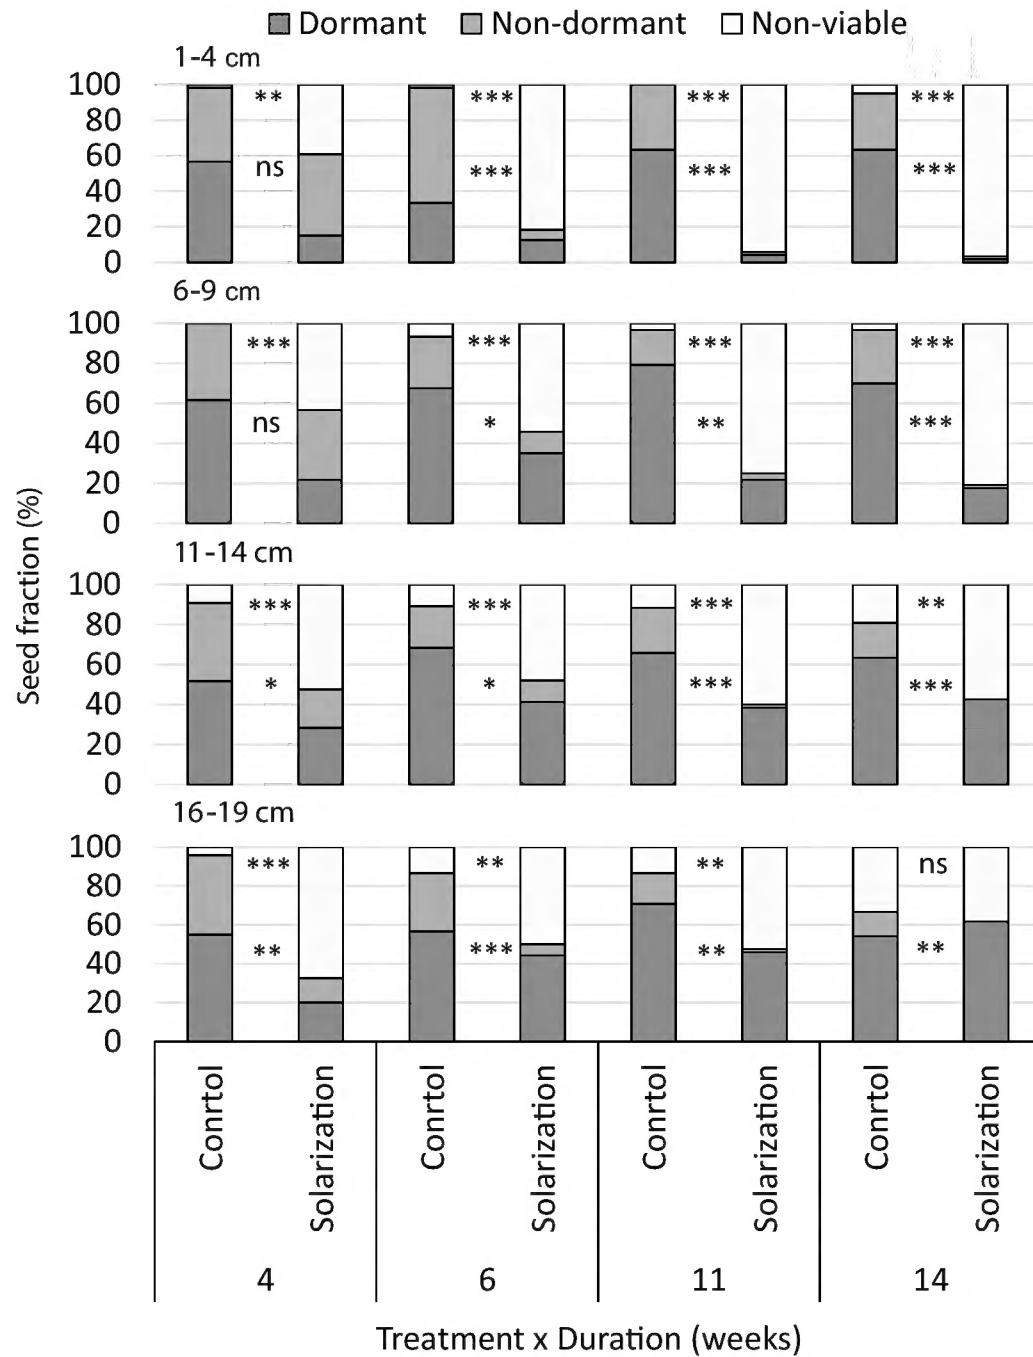 Dormant Non-dormant Non-viable
1-4 cm
100 ** *** *** ***
80
60 ns *** *** ***
40
20
0
6-9 cm
100 *** *** *** ***
80
60
40 ns * ** ***
20
0
11-14 cm
100 *** *** *** **
80
60
40 * * *** ***
20
0
16-19 cm
100 *** ** ** ns
80
60
40 ** *** ** **
20
0
Seed fraction (%)
Conrtol Solarization Conrtol Solarization Conrtol Solarization Conrtol Solarization
4 6 11 14
Treatment x Duration (weeks)